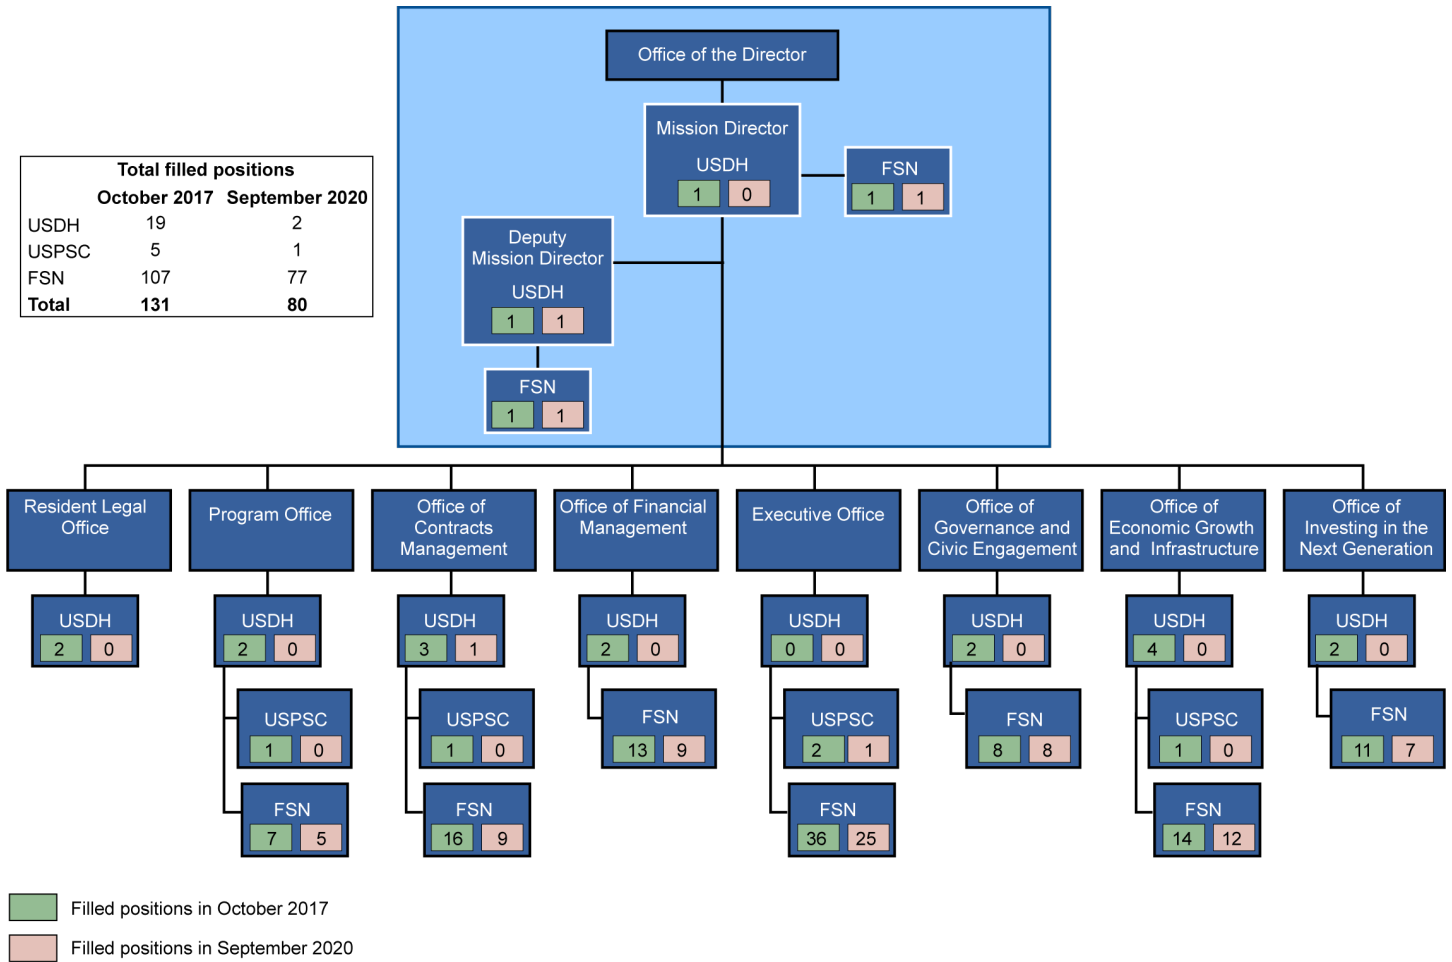 Office of the Director
Mission Director
USDH
1 0
FSN
1 1
Total filled positions
October 2017 September 2020
USDH 19 2
USPSC 5 1
FSN 107 77
Total 131 80
Deputy
Mission Director
USDH
1 1
FSN
1 1
Resident Legal
Office
USDH
2 0
Program Office
USDH
2 0
USPSC
1 0
FSN
7 5
Office of
Contracts
Management
USDH
3 1
USPSC
1 0
FSN
16 9
Office of Financial
Management
USDH
2 0
FSN
13 9
Executive Office
USDH
0 0
USPSC
2 1
FSN
36 25
Office of
Governance and
Civic Engagement
USDH
2 0
FSN
8 8
Office of
Economic Growth
and Infrastructure
USDH
4 0
USPSC
1 0
FSN
14 12
Office of
Investing in the
Next Generation
USDH
2 0
FSN
11 7
Filled positions in October 2017
Filled positions in September 2020